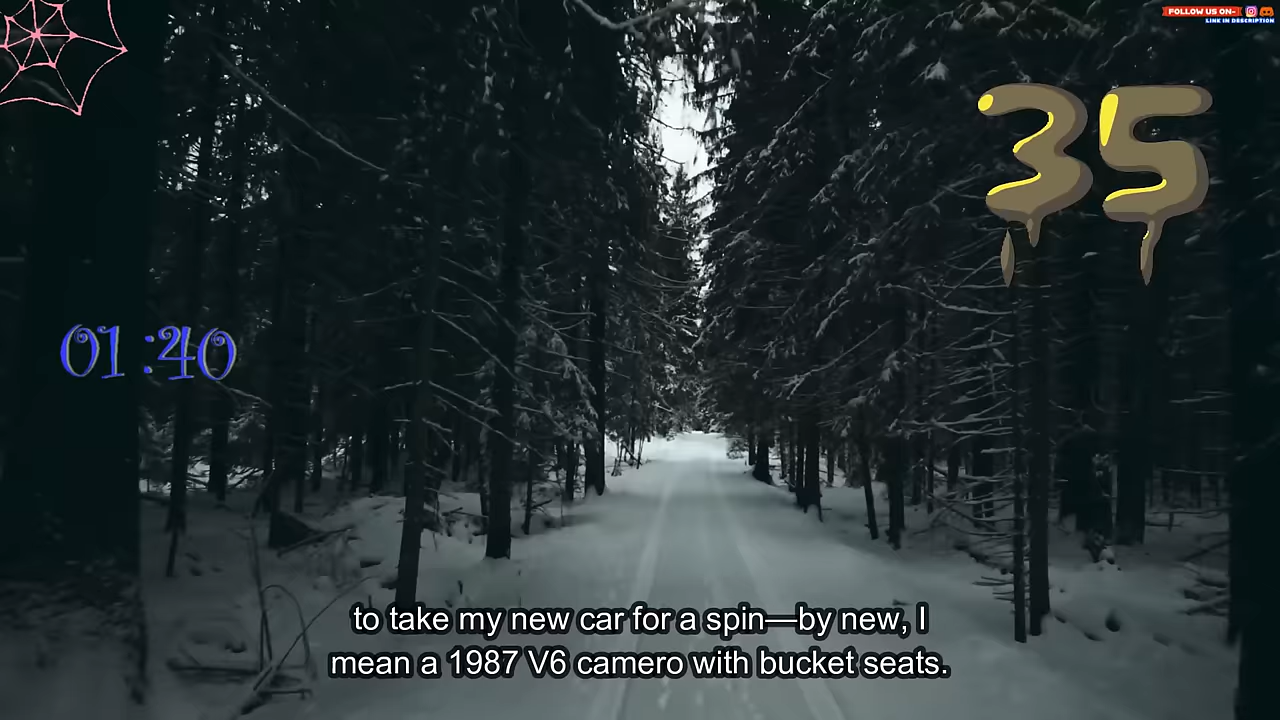 FOLLOW US ON-
LINK IN DESCRIPTION
35
01:40
to take my new car for a spin—by new, I
mean a 1987 V6 camero with bucket seats.